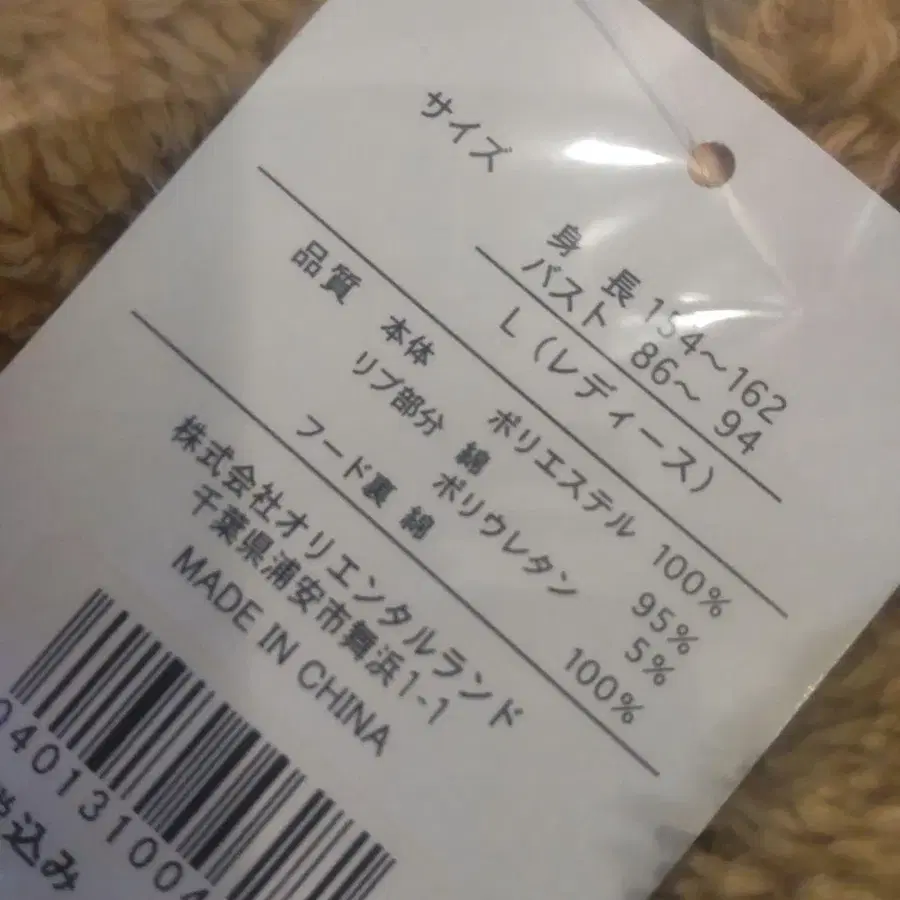 サイズ
身 長 154～162
バスト 86～ 94
L（レディース）
品質 本体 ポリエステル 100%
リブ部分 綿 95%
ポリウレタン 5%
フード裏 綿 100%
株式会社オリエンタルランド
千葉県浦安市舞浜1-1
MADE IN CHINA
040131004
込み